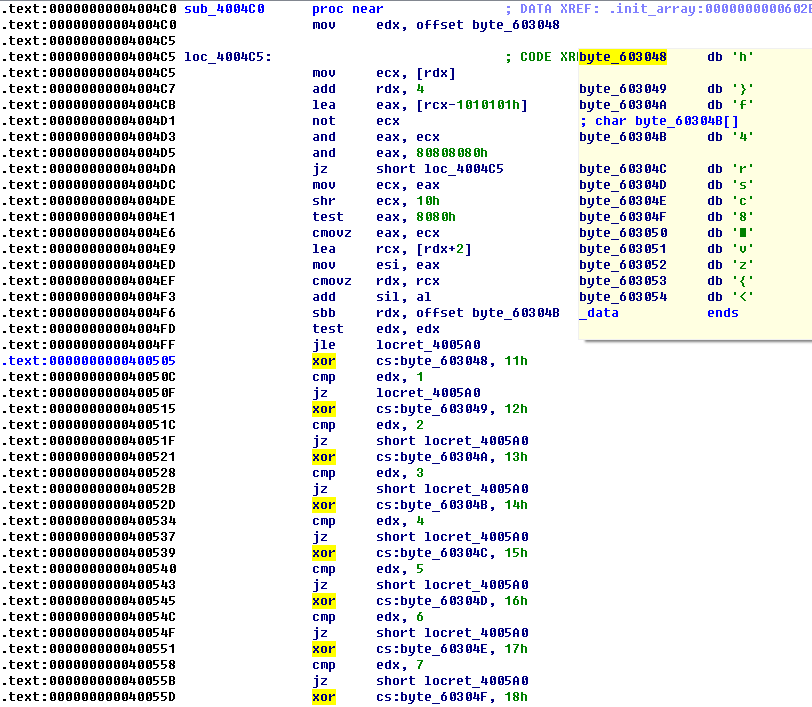 .text:00000000004004C0 sub_4004C0 proc near ; DATA XREF: .init_array:0000000000602E
.text:00000000004004C0 mov edx, offset byte_603048
.text:00000000004004C5
.text:00000000004004C5 loc_4004C5: ; CODE XRE byte_603048 db 'h'
.text:00000000004004C5 mov ecx, [rdx]
.text:00000000004004C7 add rdx, 4 byte_603049 db '}'
.text:00000000004004CB lea eax, [rcx-1010101h] byte_60304A db 'f'
.text:00000000004004D1 not ecx ; char byte_60304B[]
.text:00000000004004D3 and eax, ecx byte_60304B db '4'
.text:00000000004004D5 and eax, 80808080h
.text:00000000004004DA jz short loc_4004C5 byte_60304C db 'r'
.text:00000000004004DC mov ecx, eax byte_60304D db 's'
.text:00000000004004DE shr ecx, 10h byte_60304E db 'c'
.text:00000000004004E1 test eax, 8080h byte_60304F db '8'
.text:00000000004004E6 cmovz eax, ecx byte_603050 db '■'
.text:00000000004004E9 lea rcx, [rdx+2] byte_603051 db 'v'
.text:00000000004004ED mov esi, eax byte_603052 db 'z'
.text:00000000004004EF cmovz rdx, rcx byte_603053 db '{'
.text:00000000004004F3 add sil, al byte_603054 db '<'
.text:00000000004004F6 sbb rdx, offset byte_60304B _data ends
.text:00000000004004FD test edx, edx
.text:00000000004004FF jle locret_4005A0
.text:0000000000400505 xor cs:byte_603048, 11h
.text:000000000040050C cmp edx, 1
.text:000000000040050F jz locret_4005A0
.text:0000000000400515 xor cs:byte_603049, 12h
.text:000000000040051C cmp edx, 2
.text:000000000040051F jz short locret_4005A0
.text:0000000000400521 xor cs:byte_60304A, 13h
.text:0000000000400528 cmp edx, 3
.text:000000000040052B jz short locret_4005A0
.text:000000000040052D xor cs:byte_60304B, 14h
.text:0000000000400534 cmp edx, 4
.text:0000000000400537 jz short locret_4005A0
.text:0000000000400539 xor cs:byte_60304C, 15h
.text:0000000000400540 cmp edx, 5
.text:0000000000400543 jz short locret_4005A0
.text:0000000000400545 xor cs:byte_60304D, 16h
.text:000000000040054C cmp edx, 6
.text:000000000040054F jz short locret_4005A0
.text:0000000000400551 xor cs:byte_60304E, 17h
.text:0000000000400558 cmp edx, 7
.text:000000000040055B jz short locret_4005A0
.text:000000000040055D xor cs:byte_60304F, 18h